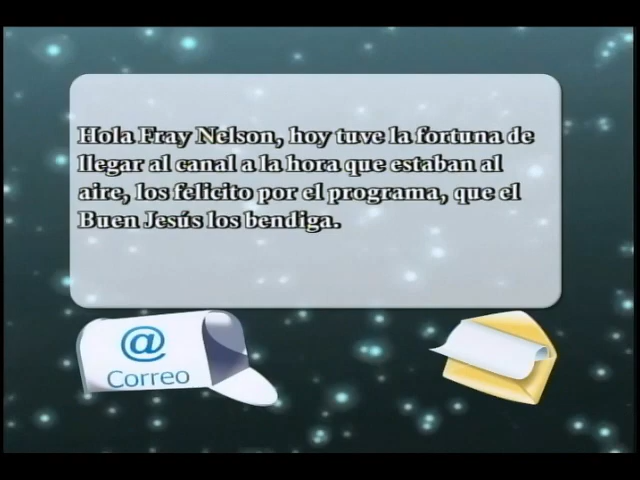 Hola Fray Nelson, hoy tuve la fortuna de
llegar al canal a la hora que estaban al
aire, los felicito por el programa, que el
Buen Jesús los bendiga.
@
Correo